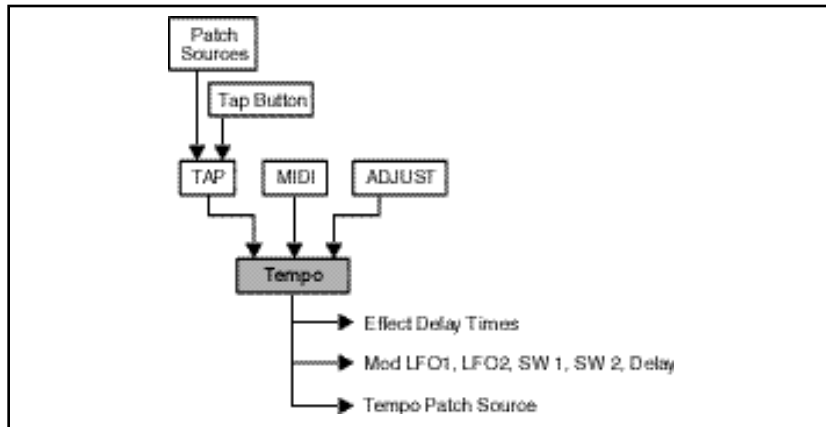 Patch
Sources
Tap Button
TAP
MIDI
ADJUST
Tempo
Effect Delay Times
Mod LFO1, LFO2, SW 1, SW 2, Delay
Tempo Patch Source